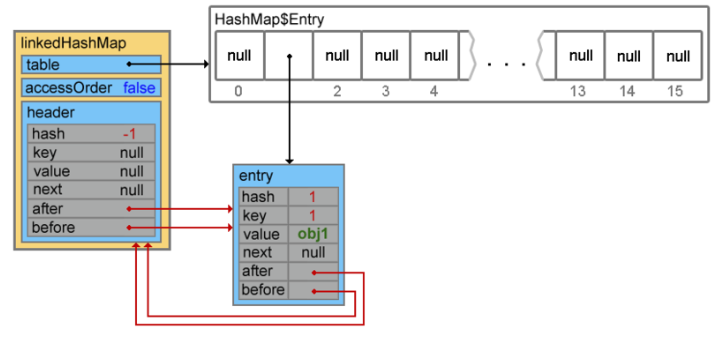 HashMap$Entry
linkedHashMap
table
null null null null null . . . null null null
0 2 3 4 13 14 15
accessOrder false
header
hash -1
key null
value null
next null
after
before
entry
hash 1
key 1
value obj1
next null
after
before